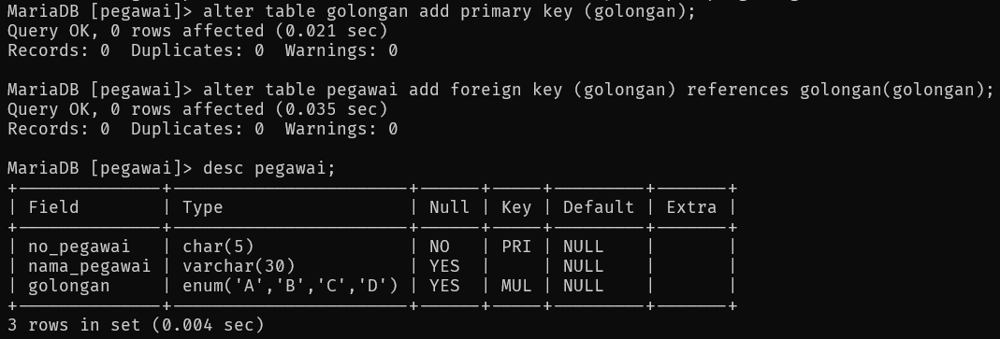 MariaDB [pegawai]> alter table golongan add primary key (golongan);
Query OK, 0 rows affected (0.021 sec)
Records: 0  Duplicates: 0  Warnings: 0

MariaDB [pegawai]> alter table pegawai add foreign key (golongan) references golongan(golongan);
Query OK, 0 rows affected (0.035 sec)
Records: 0  Duplicates: 0  Warnings: 0

MariaDB [pegawai]> desc pegawai;
+--------------+-----------------------+------+-----+---------+-------+
| Field        | Type                  | Null | Key | Default | Extra |
+--------------+-----------------------+------+-----+---------+-------+
| no_pegawai   | char(5)               | NO   | PRI | NULL    |       |
| nama_pegawai | varchar(30)           | YES  |     | NULL    |       |
| golongan     | enum('A','B','C','D') | YES  | MUL | NULL    |       |
+--------------+-----------------------+------+-----+---------+-------+
3 rows in set (0.004 sec)